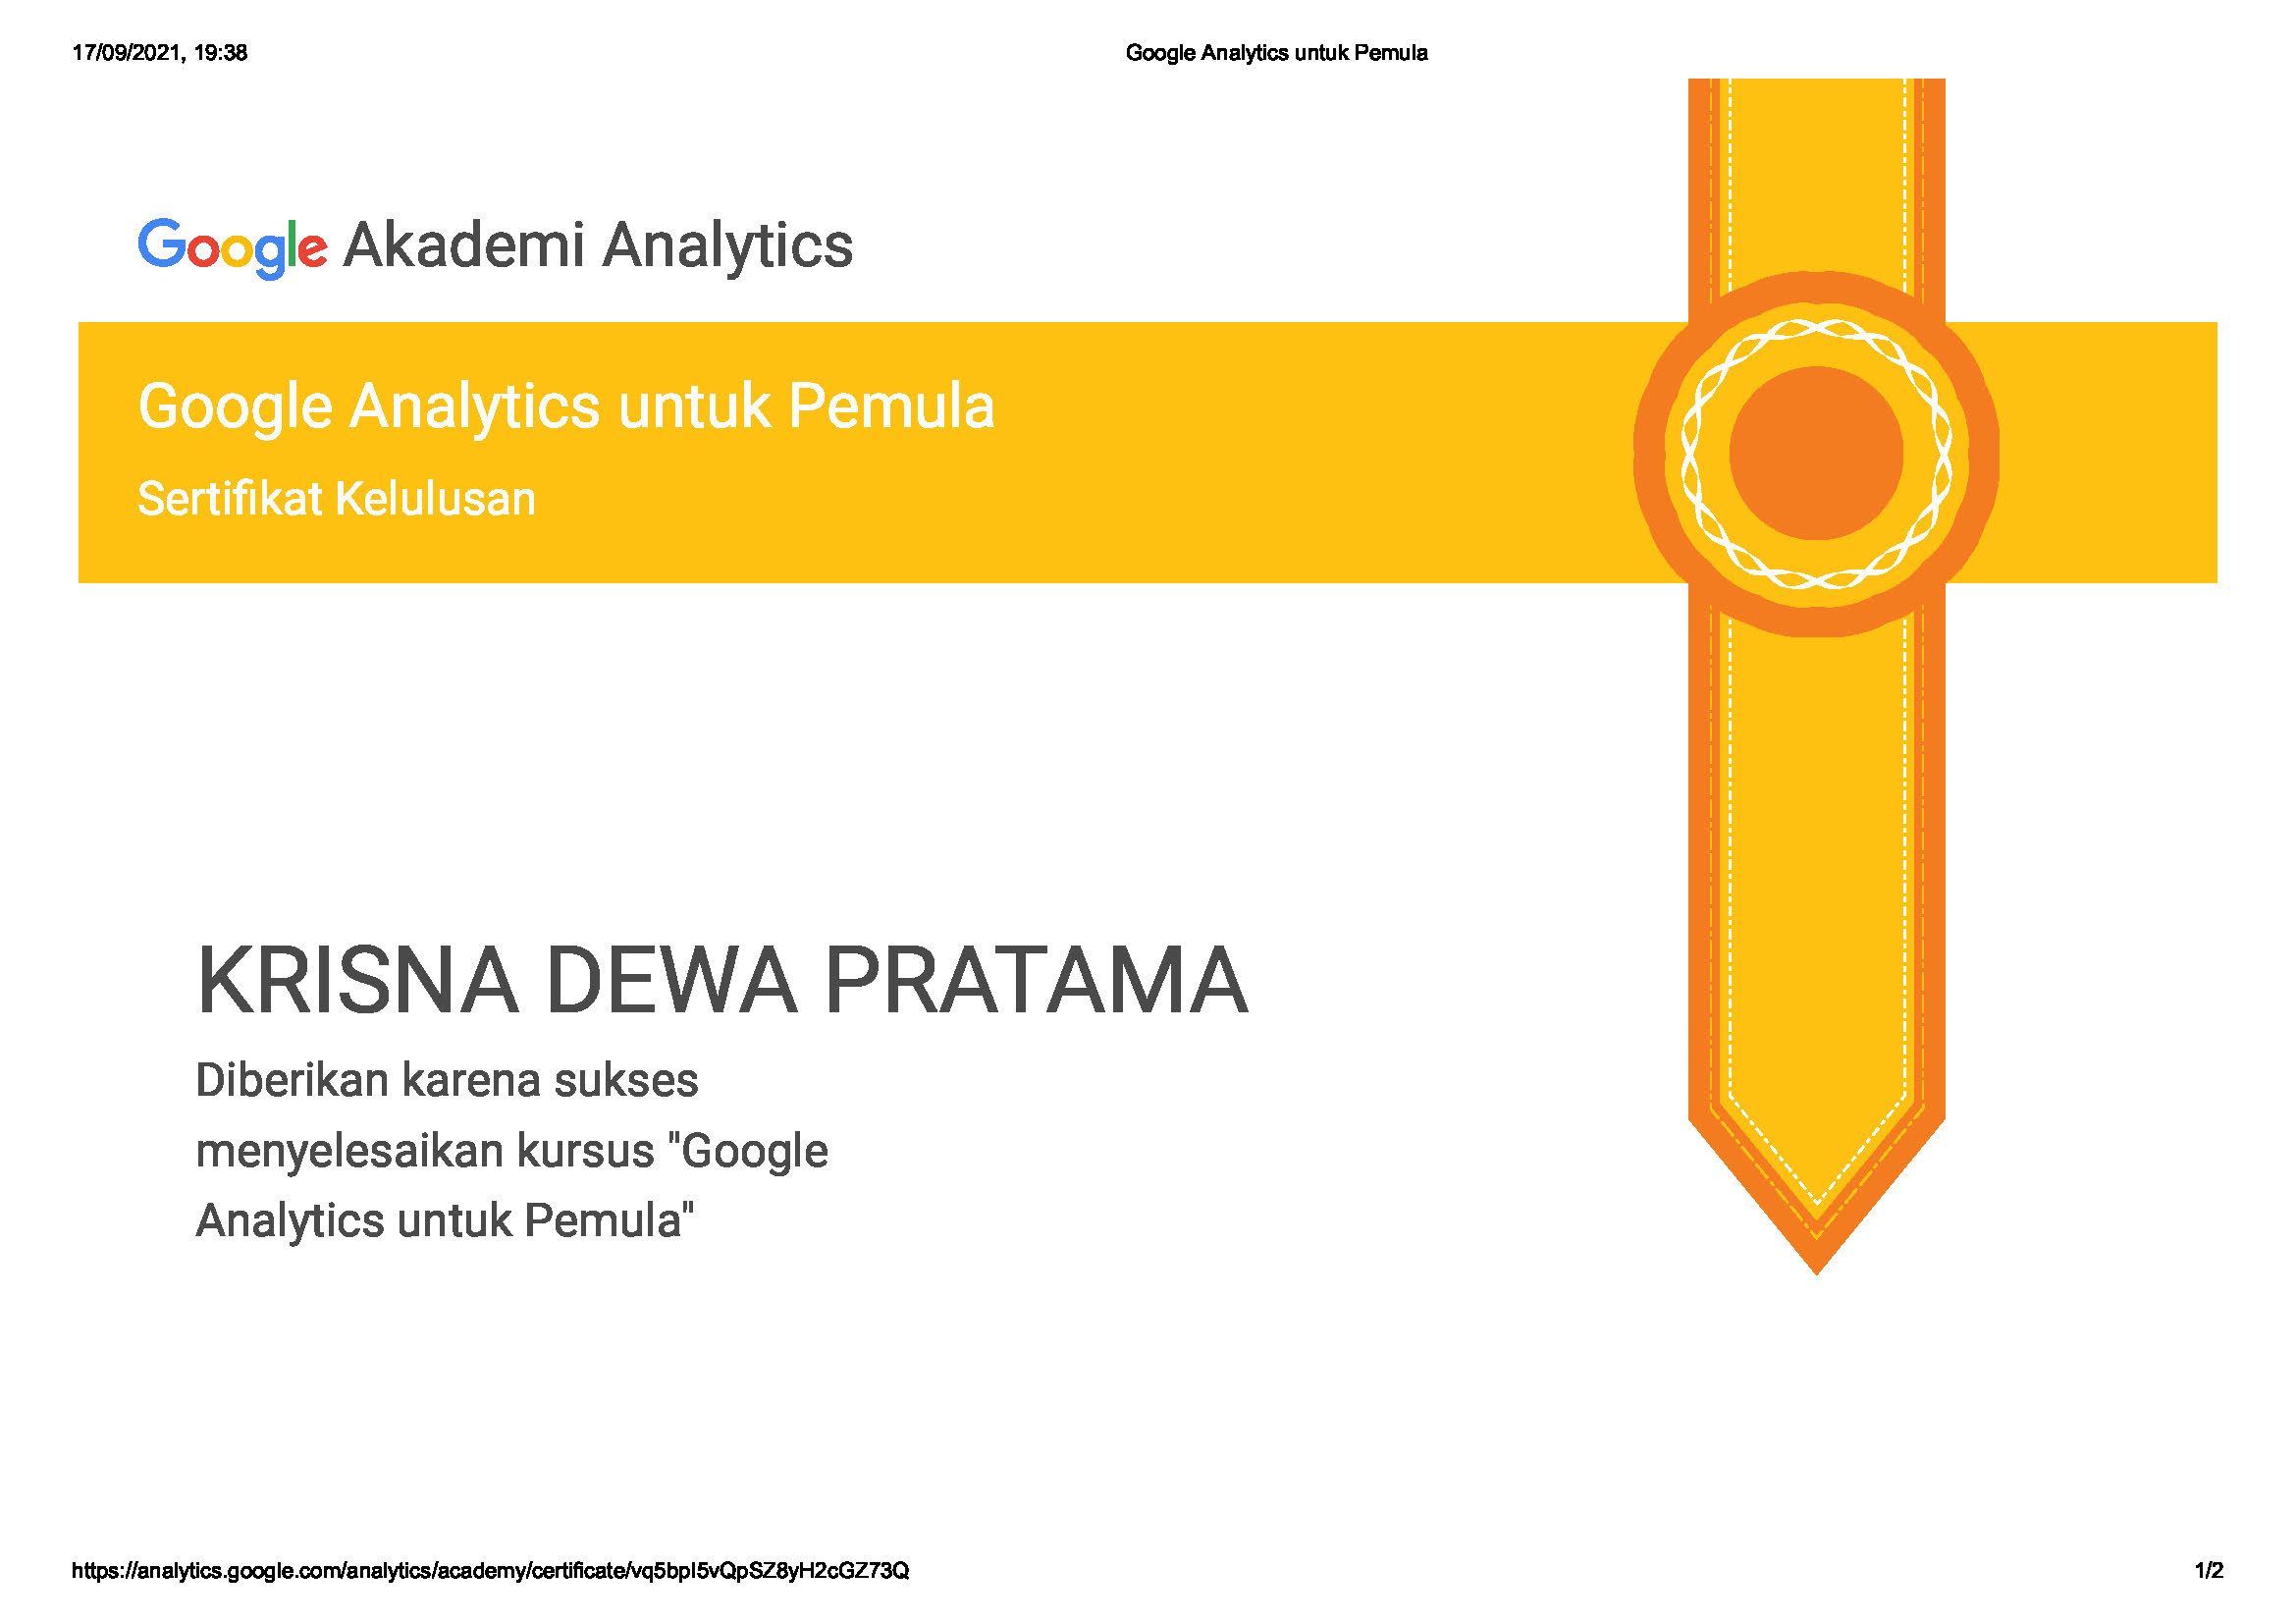 17/09/2021, 19:38
Google Analytics untuk Pemula
Google Akademi Analytics
Google Analytics untuk Pemula
Sertifikat Kelulusan
KRISNA DEWA PRATAMA
Diberikan karena sukses
menyelesaikan kursus "Google
Analytics untuk Pemula"
https://analytics.google.com/analytics/academy/certificate/vq5bpI5vQpSZ8yH2cGZ73Q
1/2